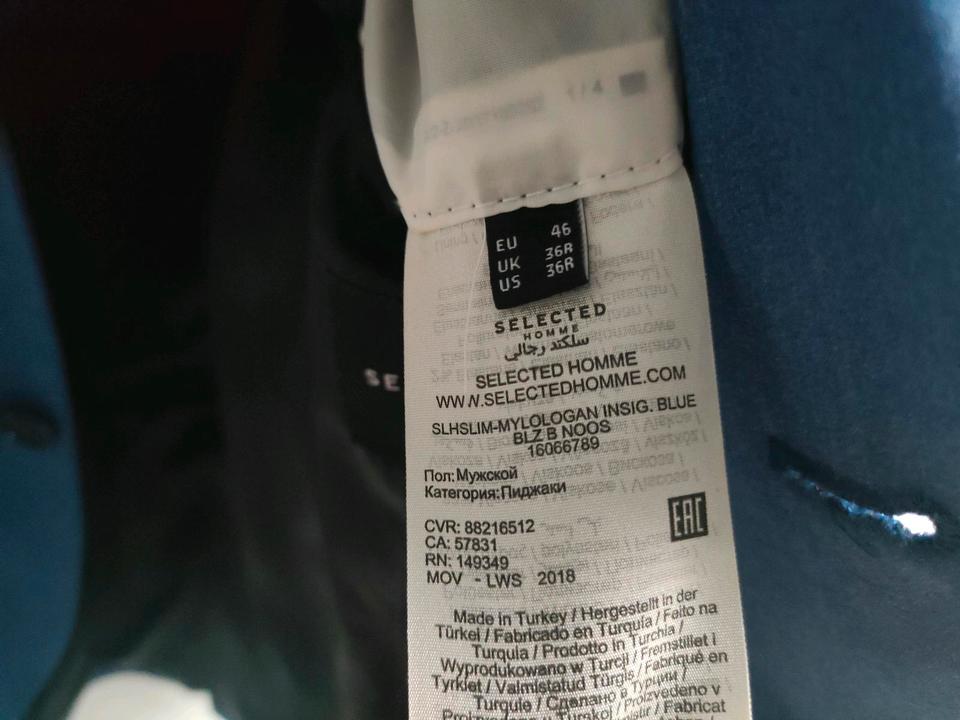 1 / 4
EU 46
UK 36R
US 36R
SELECTED
HOMME
سلكتد رجالي
SELECTED HOMME
WWW.SELECTEDHOMME.COM
SLHSLIM-MYLOLOGAN INSIG. BLUE
BLZ B NOOS
16066789
Пол:Мужской
Категория:Пиджаки
EAC
CVR: 88216512
CA: 57831
RN: 149349
MOV - LWS 2018
Made in Turkey / Hergestellt in der
Türkei / Fabricado en Turquía / Feito na
Turquia / Prodotto in Turchia /
Wyprodukowano w Turcji / Fremstillet i
Tyrkiet / Valmistatud Türgis / Fabriqué en
Turquie / Сделано в Турции /
Proizvedeno v
/ Fabricat
SE